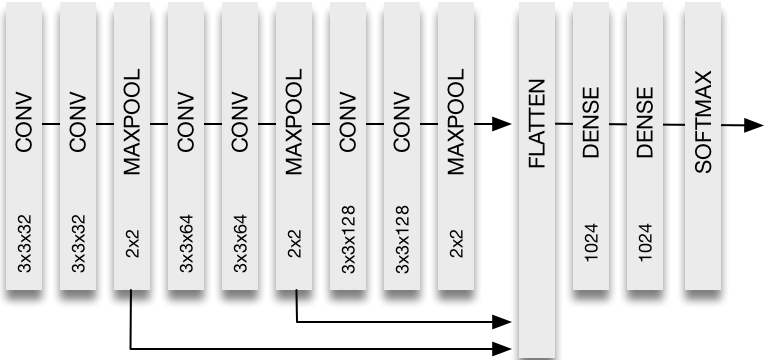 CONV
3x3x32
CONV
3x3x32
MAXPOOL
2x2
CONV
3x3x64
CONV
3x3x64
MAXPOOL
2x2
CONV
3x3x128
CONV
3x3x128
MAXPOOL
2x2
FLATTEN
DENSE
1024
DENSE
1024
SOFTMAX